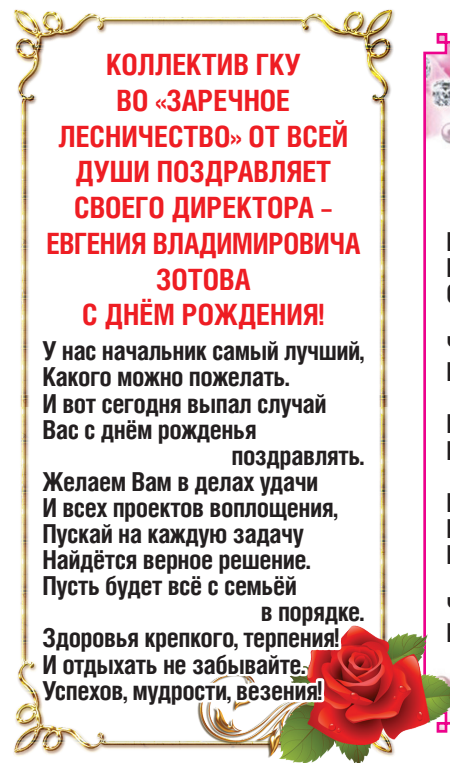 КОЛЛЕКТИВ ГКУ
ВО «ЗАРЕЧНОЕ
ЛЕСНИЧЕСТВО» ОТ ВСЕЙ
ДУШИ ПОЗДРАВЛЯЕТ
СВОЕГО ДИРЕКТОРА –
ЕВГЕНИЯ ВЛАДИМИРОВИЧА
ЗОТОВА
С ДНЁМ РОЖДЕНИЯ!
У нас начальник самый лучший,
Какого можно пожелать.
И вот сегодня выпал случай
Вас с днём рожденья
поздравлять.
Желаем Вам в делах удачи
И всех проектов воплощения,
Пускай на каждую задачу
Найдётся верное решение.
Пусть будет всё с семьёй
в порядке.
Здоровья крепкого, терпения!
И отдыхать не забывайте.
Успехов, мудрости, везения!